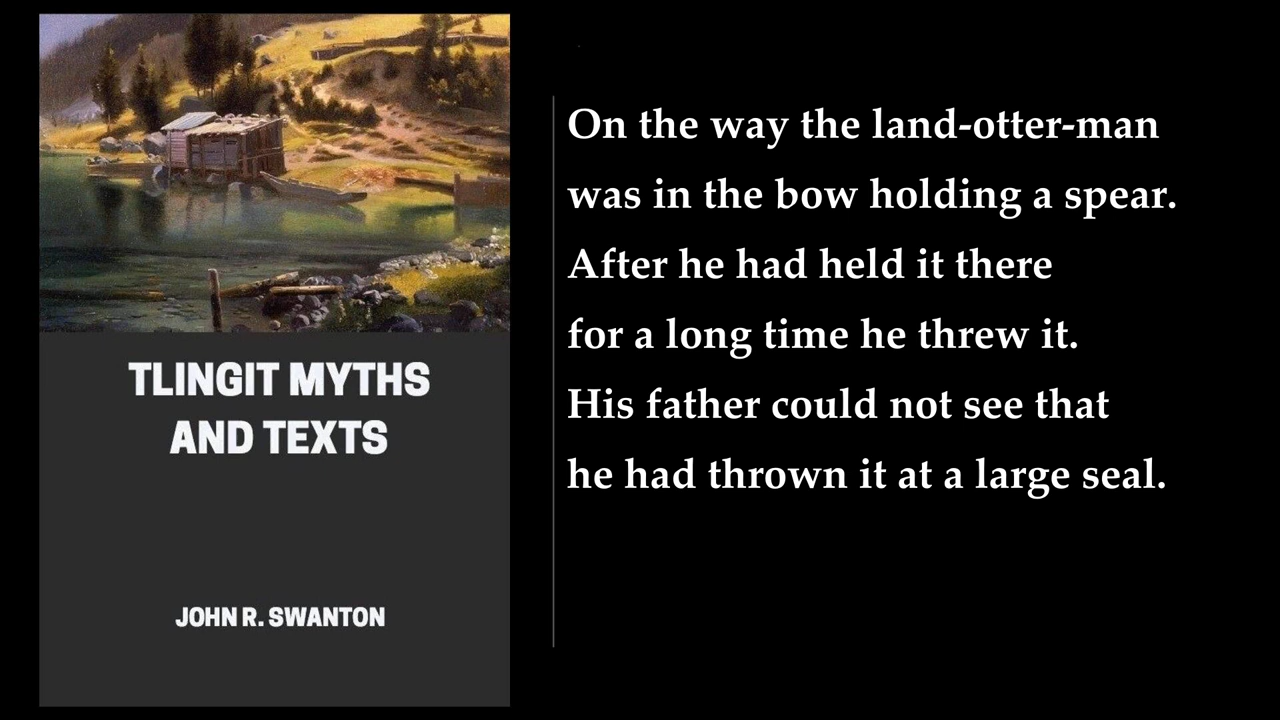 TLINGIT MYTHS
AND TEXTS
JOHN R. SWANTON
On the way the land-otter-man
was in the bow holding a spear.
After he had held it there
for a long time he threw it.
His father could not see that
he had thrown it at a large seal.